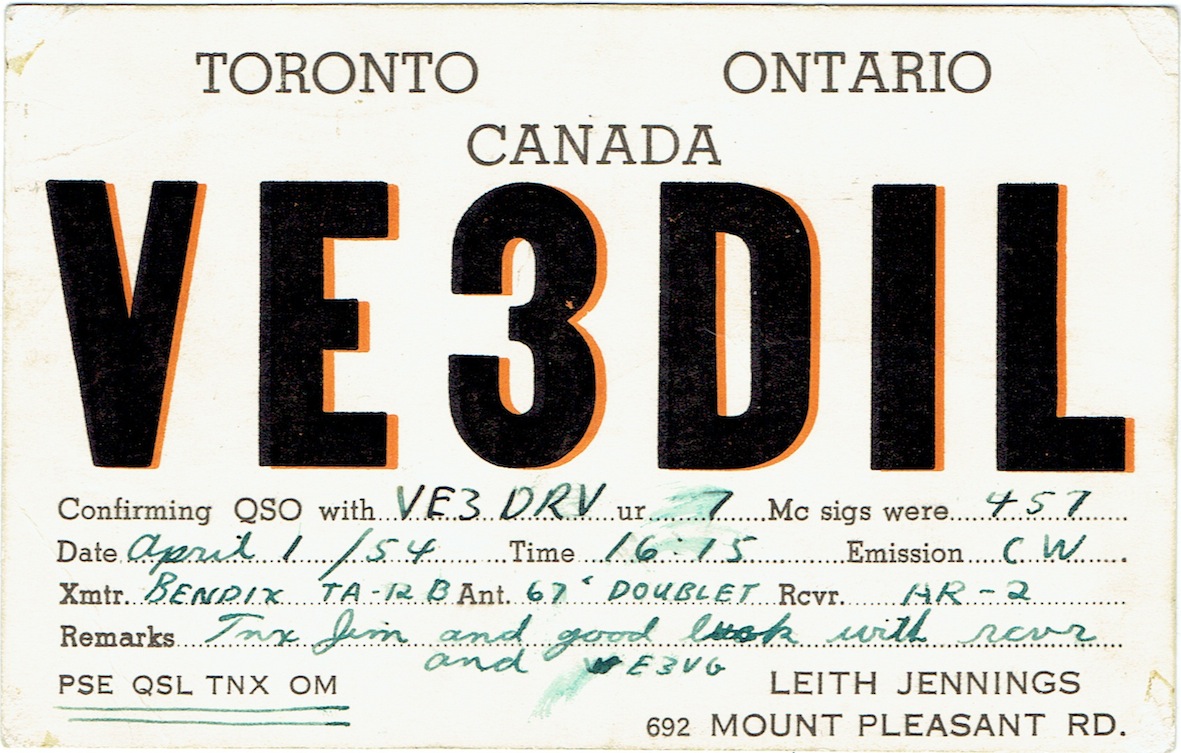 TORONTO ONTARIO
CANADA
VE3DIL
Confirming QSO with VE3 DRV ur 7 Mc sigs were 457
Date April 1 /54 Time 16:15 Emission CW
Xmtr. BENDIX TA-12B Ant. 67' DOUBLET Rcvr. AR-2
Remarks Tnx Jim and good luck with rcvr
and VE3VG
PSE QSL TNX OM
LEITH JENNINGS
692 MOUNT PLEASANT RD.